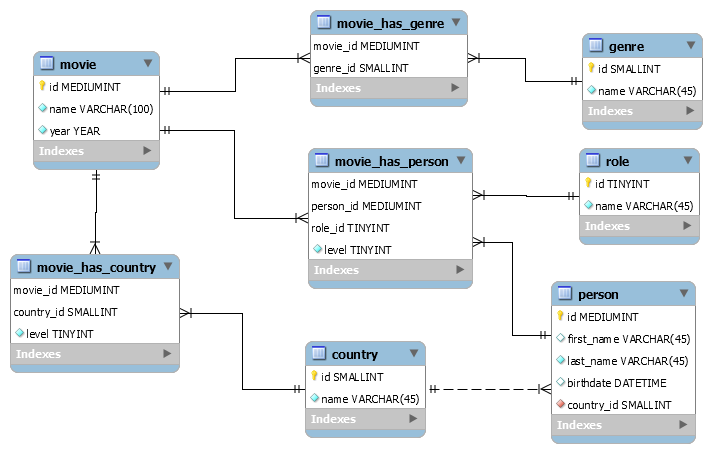 movie_has_genre
movie_id MEDIUMINT
genre_id SMALLINT
Indexes
genre
id SMALLINT
name VARCHAR(45)
Indexes
movie
id MEDIUMINT
name VARCHAR(100)
year YEAR
Indexes
movie_has_person
movie_id MEDIUMINT
person_id MEDIUMINT
role_id TINYINT
level TINYINT
Indexes
role
id TINYINT
name VARCHAR(45)
Indexes
movie_has_country
movie_id MEDIUMINT
country_id SMALLINT
level TINYINT
Indexes
country
id SMALLINT
name VARCHAR(45)
Indexes
person
id MEDIUMINT
first_name VARCHAR(45)
last_name VARCHAR(45)
birthdate DATETIME
country_id SMALLINT
Indexes